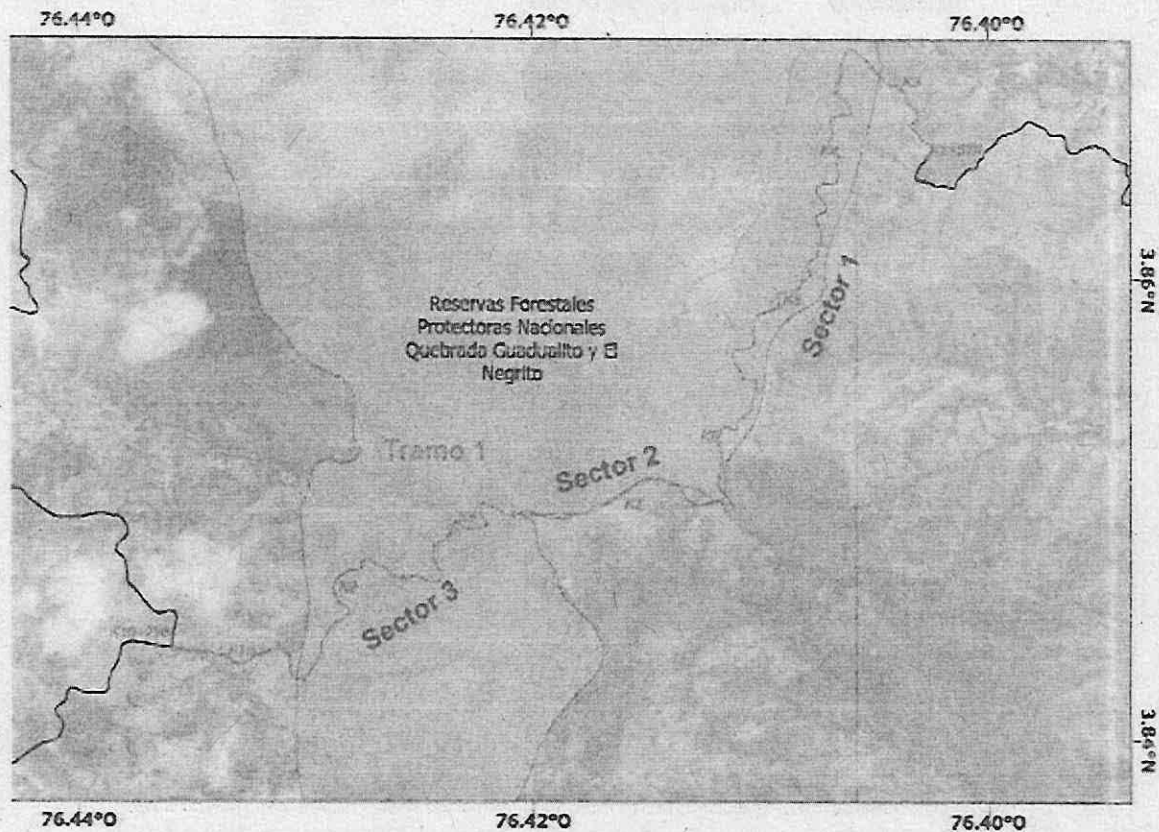 76.44°O 76.42°O 76.40°O
3.86°N
Sector 1
Reservas Forestales
Protectoras Nacionales
Quebrada Guadualito y El
Negrito
Tramo 1
Sector 2
Sector 3
3.84°N
76.44°O 76.42°O 76.40°O